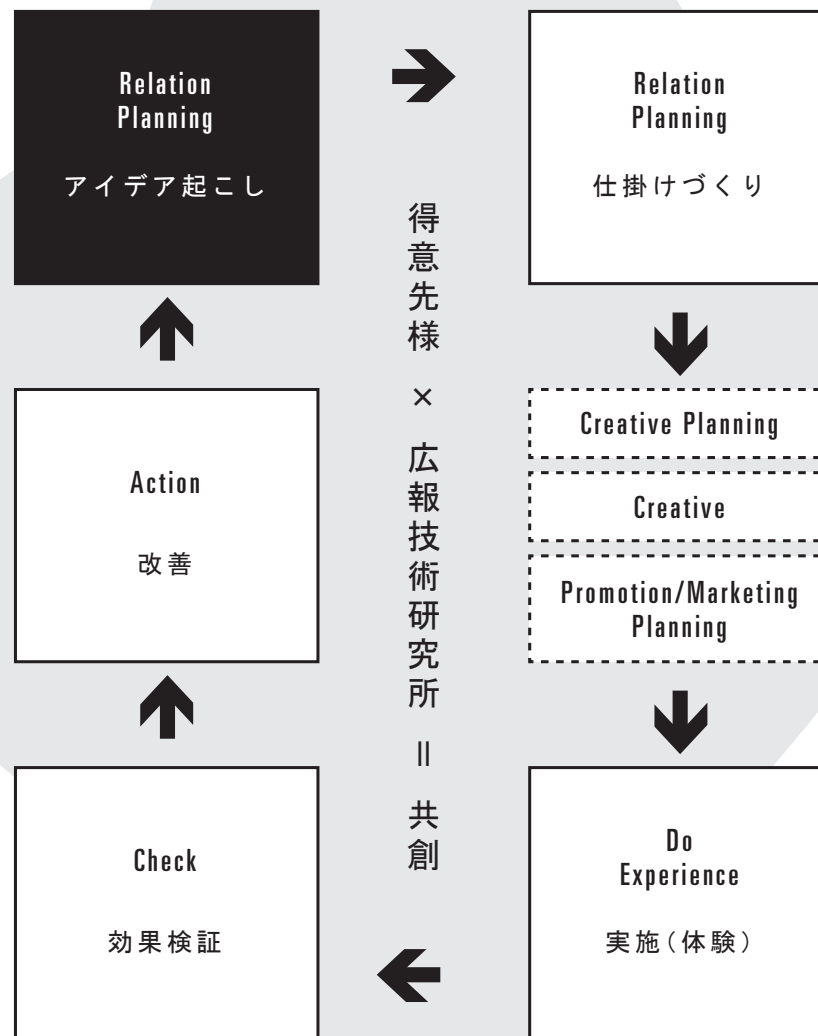 Relation
Planning
アイデア起こし
Relation
Planning
仕掛けづくり
Creative Planning
Creative
Promotion/Marketing
Planning
Do
Experience
実施(体験)
Check
効果検証
Action
改善
得意先様 × 広報技術研究所 = 共創